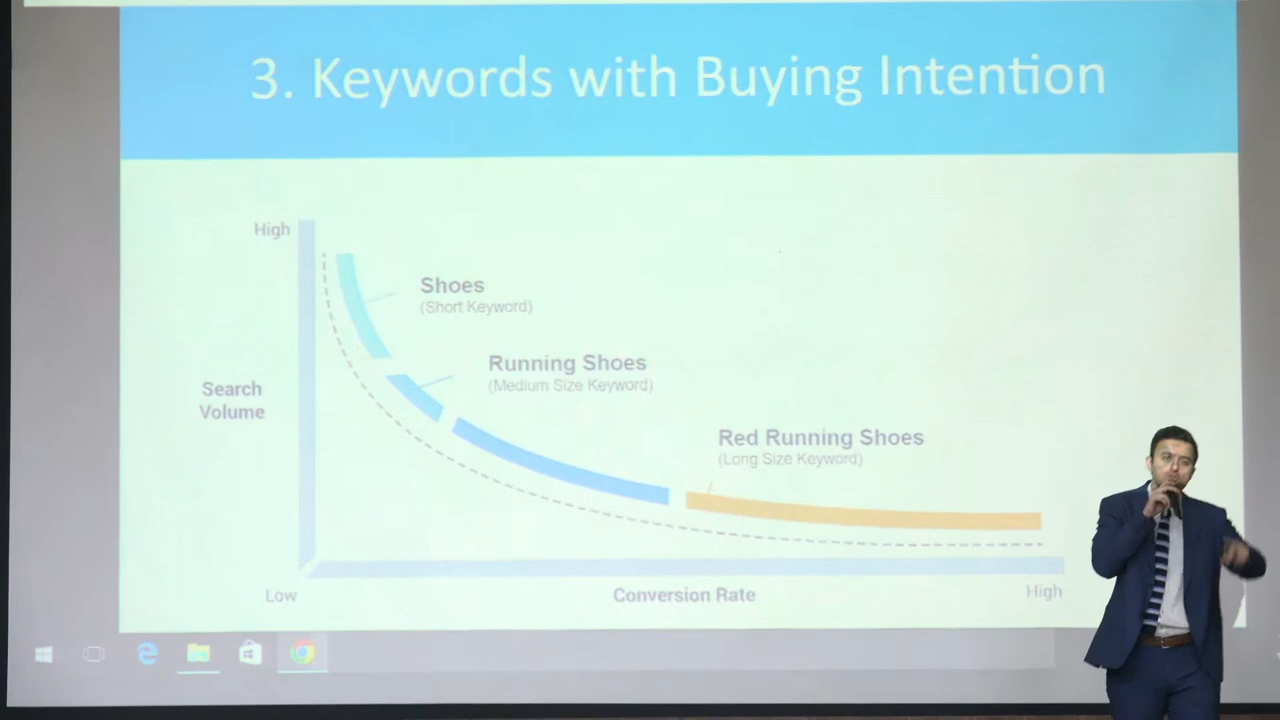 3. Keywords with Buying Intention
High
Shoes
(Short Keyword)
Running Shoes
(Medium Size Keyword)
Search
Volume
Red Running Shoes
(Long Size Keyword)
Low
Conversion Rate
High